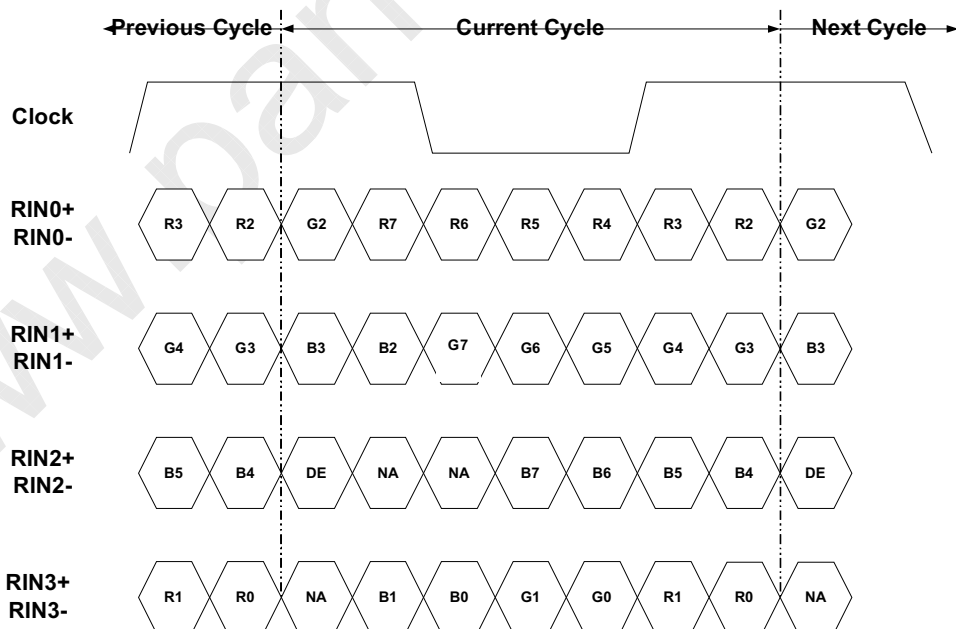 Previous Cycle Current Cycle Next Cycle
Clock
RIN0+
RIN0-
R3 R2 G2 R7 R6 R5 R4 R3 R2 G2
RIN1+
RIN1-
G4 G3 B3 B2 G7 G6 G5 G4 G3 B3
RIN2+
RIN2-
B5 B4 DE NA NA B7 B6 B5 B4 DE
RIN3+
RIN3-
R1 R0 NA B1 B0 G1 G0 R1 R0 NA